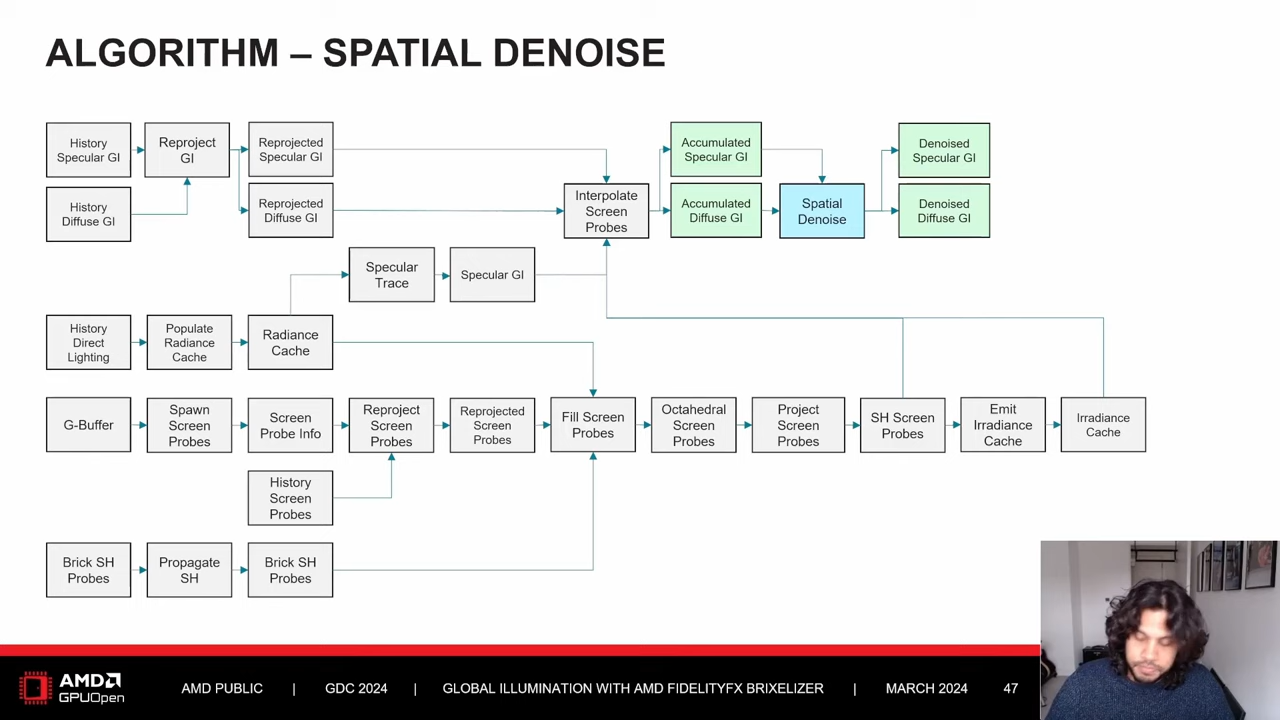 ALGORITHM – SPATIAL DENOISE
History
Specular GI
Reproject
GI
Reprojected
Specular GI
Accumulated
Specular GI
Denoised
Specular GI
History
Diffuse GI
Reprojected
Diffuse GI
Interpolate
Screen
Probes
Accumulated
Diffuse GI
Spatial
Denoise
Denoised
Diffuse GI
Specular
Trace
Specular GI
History
Direct
Lighting
Populate
Radiance
Cache
Radiance
Cache
G-Buffer
Spawn
Screen
Probes
Screen
Probe Info
Reproject
Screen
Probes
Reprojected
Screen
Probes
Fill Screen
Probes
Octahedral
Screen
Probes
Project
Screen
Probes
SH Screen
Probes
Emit
Irradiance
Cache
Irradiance
Cache
History
Screen
Probes
Brick SH
Probes
Propagate
SH
Brick SH
Probes
AMD
GPUOpen
AMD PUBLIC | GDC 2024 | GLOBAL ILLUMINATION WITH AMD FIDELITYFX BRIXELIZER | MARCH 2024 47